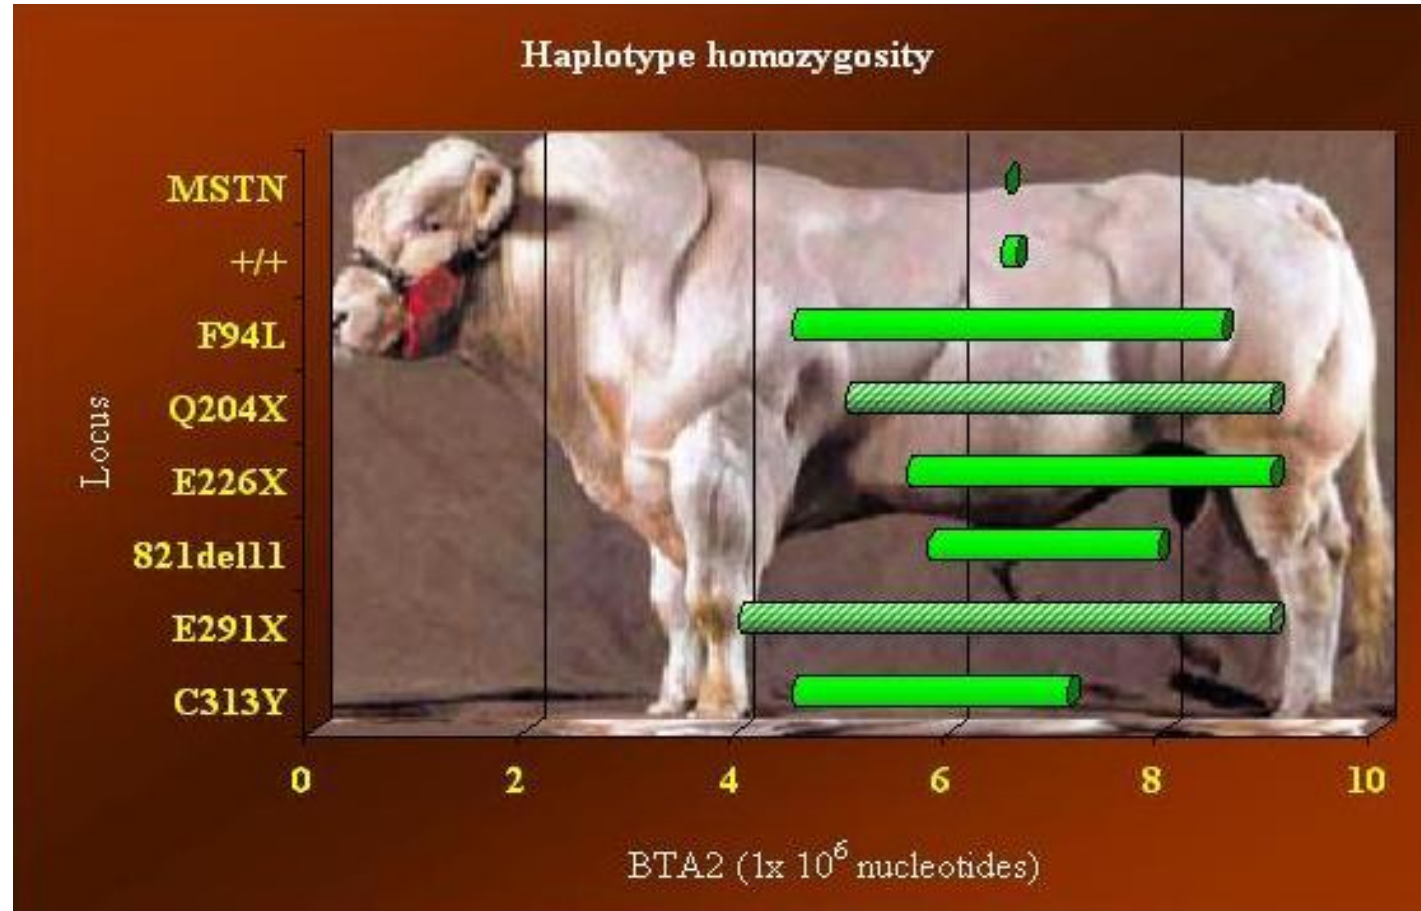 Haplotype homozygosity
MSTN
+/+
F94L
Q204X
E226X
821del11
E291X
C313Y
Locus
0 2 4 6 8 10
BTA2 (1x 10⁶ nucleotides)